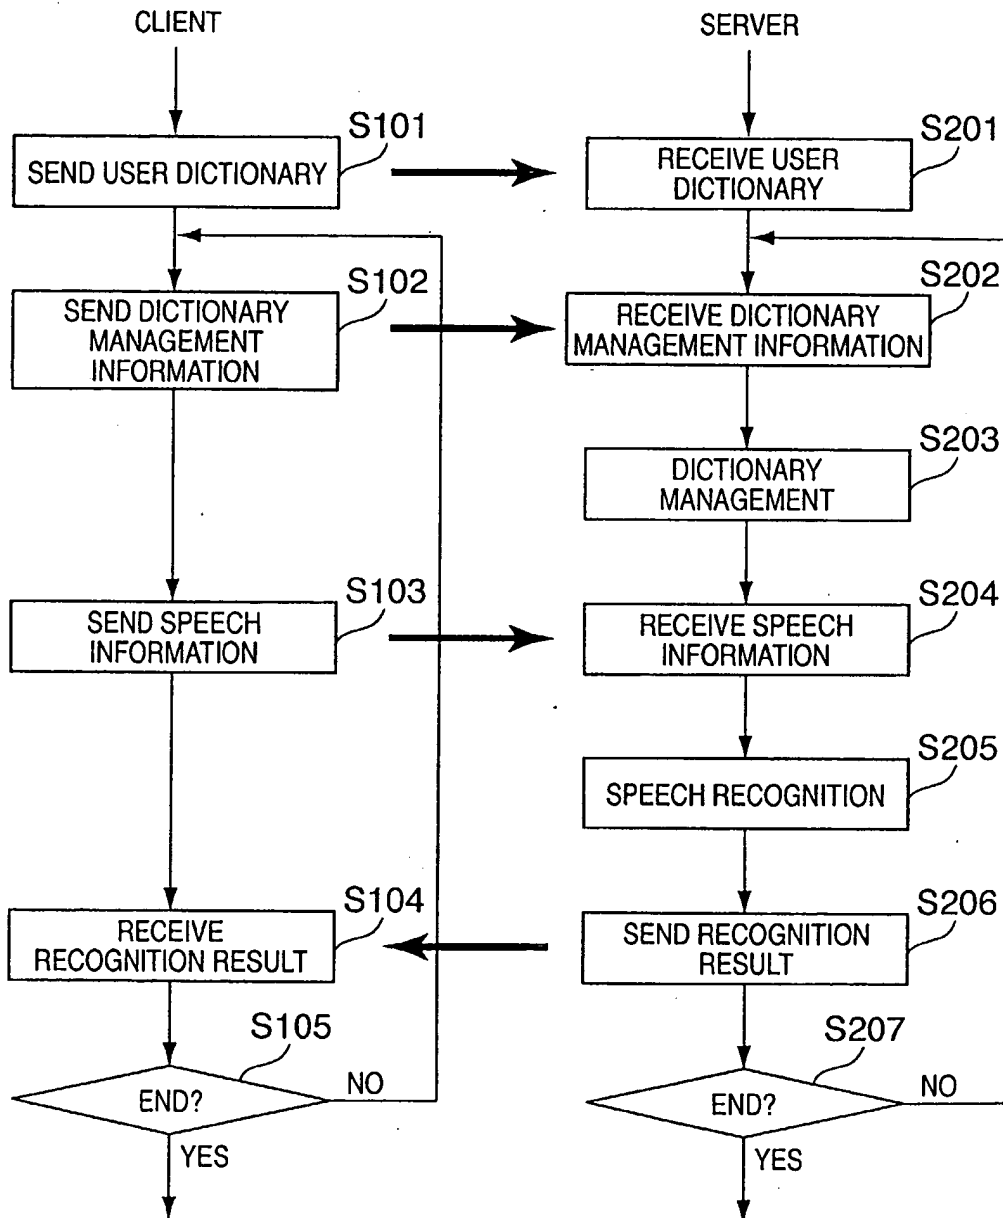 CLIENT
SERVER
S101
SEND USER DICTIONARY
S201
RECEIVE USER
DICTIONARY
S102
SEND DICTIONARY
MANAGEMENT
INFORMATION
S202
RECEIVE DICTIONARY
MANAGEMENT INFORMATION
S203
DICTIONARY
MANAGEMENT
S103
SEND SPEECH
INFORMATION
S204
RECEIVE SPEECH
INFORMATION
S205
SPEECH RECOGNITION
S104
RECEIVE
RECOGNITION RESULT
S206
SEND RECOGNITION
RESULT
S105
END?
NO
YES
S207
END?
NO
YES